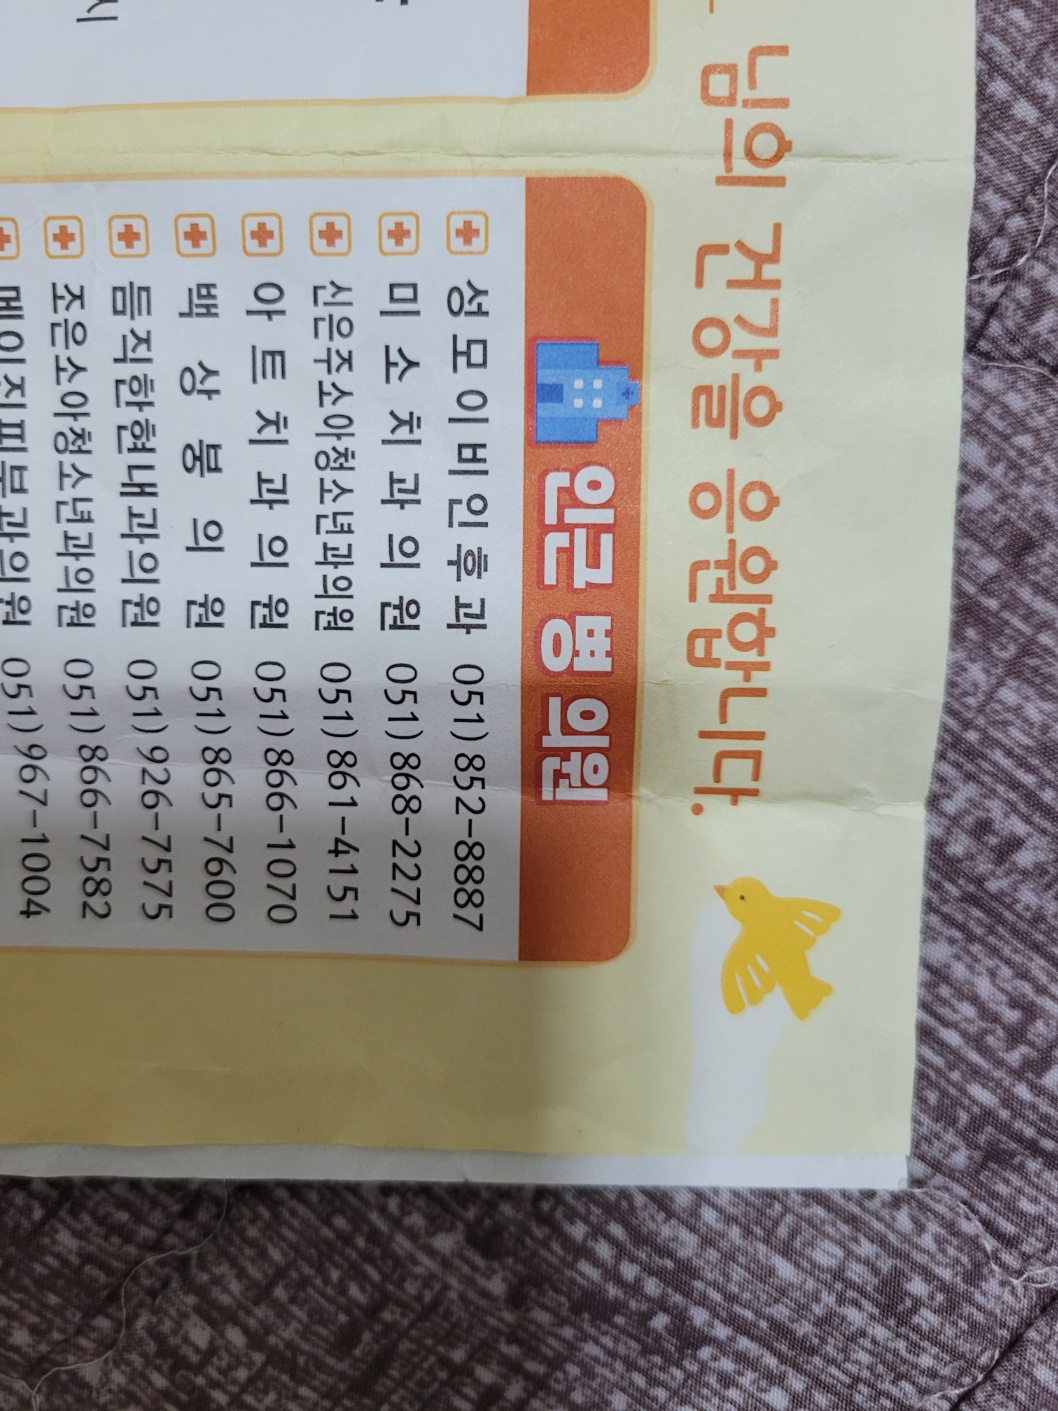 님의 건강을 응원합니다.
인근 병 의원
성모이비인후과 051)852-8887
미소치과의원 051)868-2275
신은주소아청소년과의원 051)861-4151
아트치과의원 051)866-1070
백상봉의원 051)865-7600
듬직한현내과의원 051)926-7575
조은소아청소년과의원 051)866-7582
메이진피부과의원 051)967-1004
시